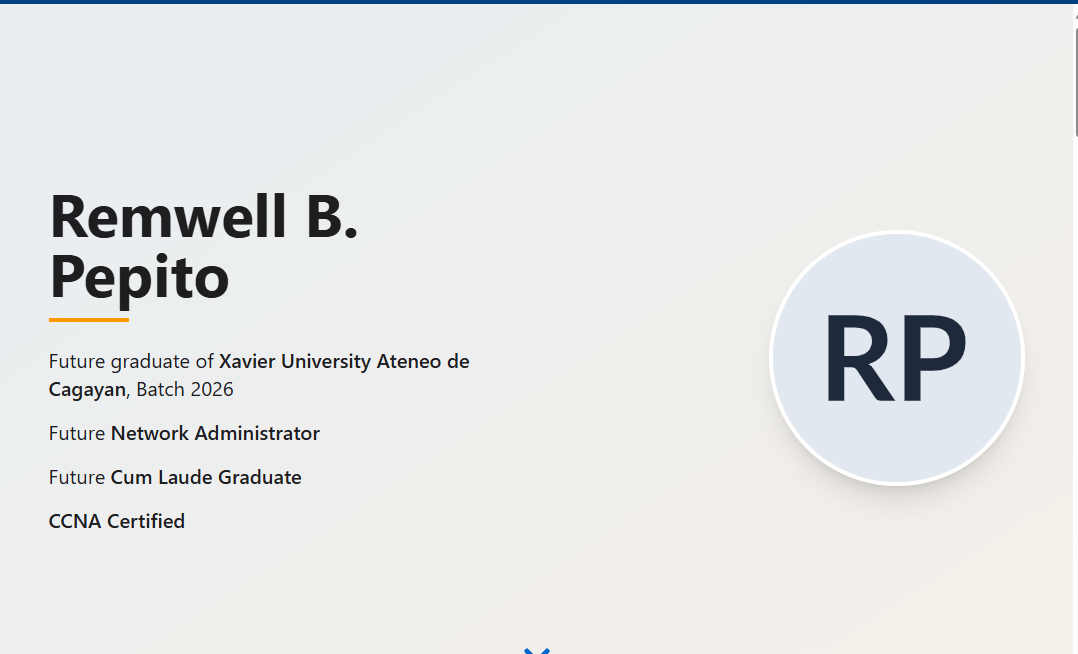 Remwell B.
Pepito
Future graduate of Xavier University Ateneo de
Cagayan, Batch 2026
Future Network Administrator
Future Cum Laude Graduate
CCNA Certified
RP